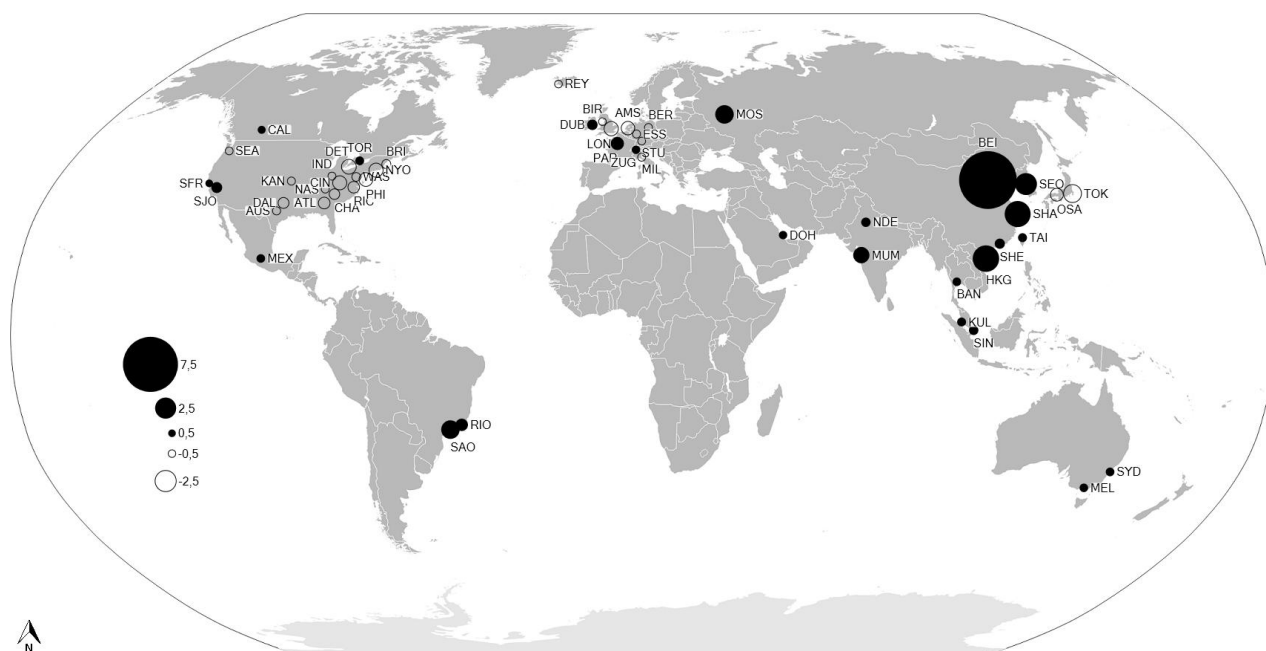 REY
BIR
AMS
BER
MOS
DUB
ESS
CAL
LON
BEI
DET
TOR
STU
SEA
IND
BRI
PAR
ZUG
NYO
MIL
KAN
CIN
WAS
SFR
NAS
SEO
TOK
PHI
SJO
DAL
ATL
RIC
OSA
AUS
CHA
SHA
NDE
DOH
TAI
MEX
MUM
SHE
HKG
BAN
KUL
SIN
7,5
2,5
RIO
0,5
SAO
-0,5
SYD
-2,5
MEL
N